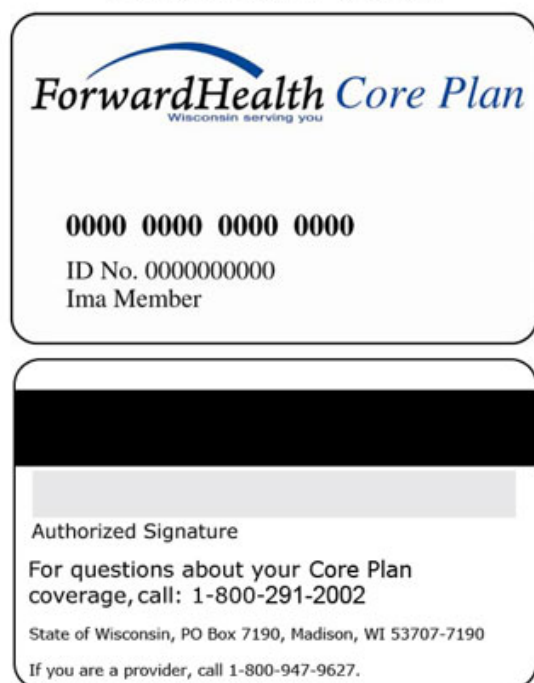 ForwardHealth Core Plan
Wisconsin serving you
0000 0000 0000 0000
ID No. 0000000000
Ima Member
Authorized Signature
For questions about your Core Plan
coverage, call: 1-800-291-2002
State of Wisconsin, PO Box 7190, Madison, WI 53707-7190
If you are a provider, call 1-800-947-9627.